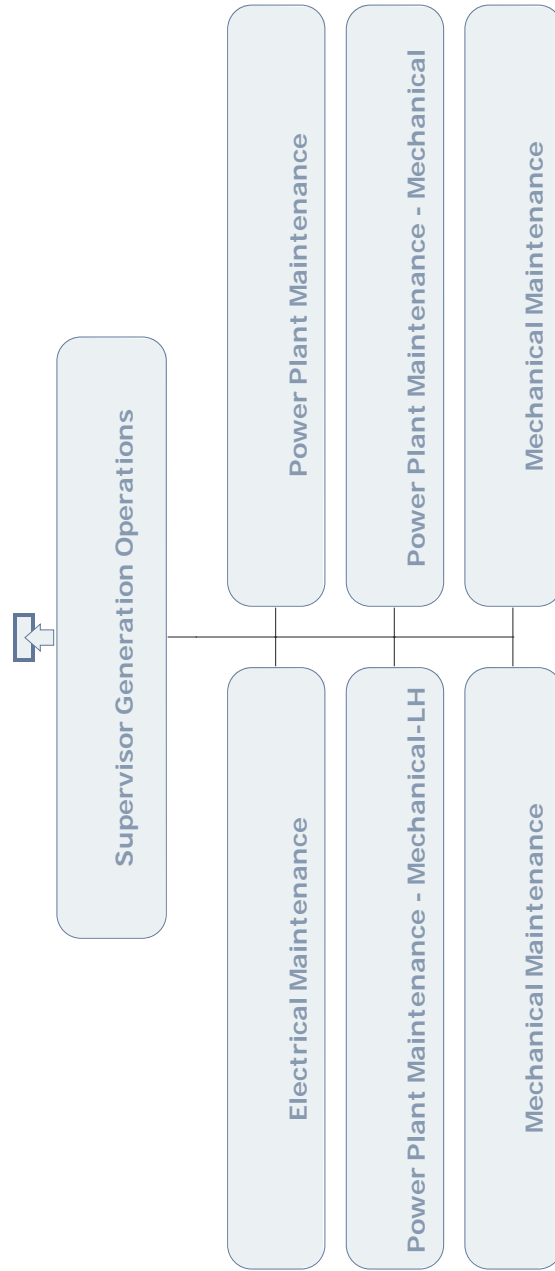 Supervisor Generation Operations
Electrical Maintenance
Power Plant Maintenance
Power Plant Maintenance - Mechanical-LH
Power Plant Maintenance - Mechanical
Mechanical Maintenance
Mechanical Maintenance